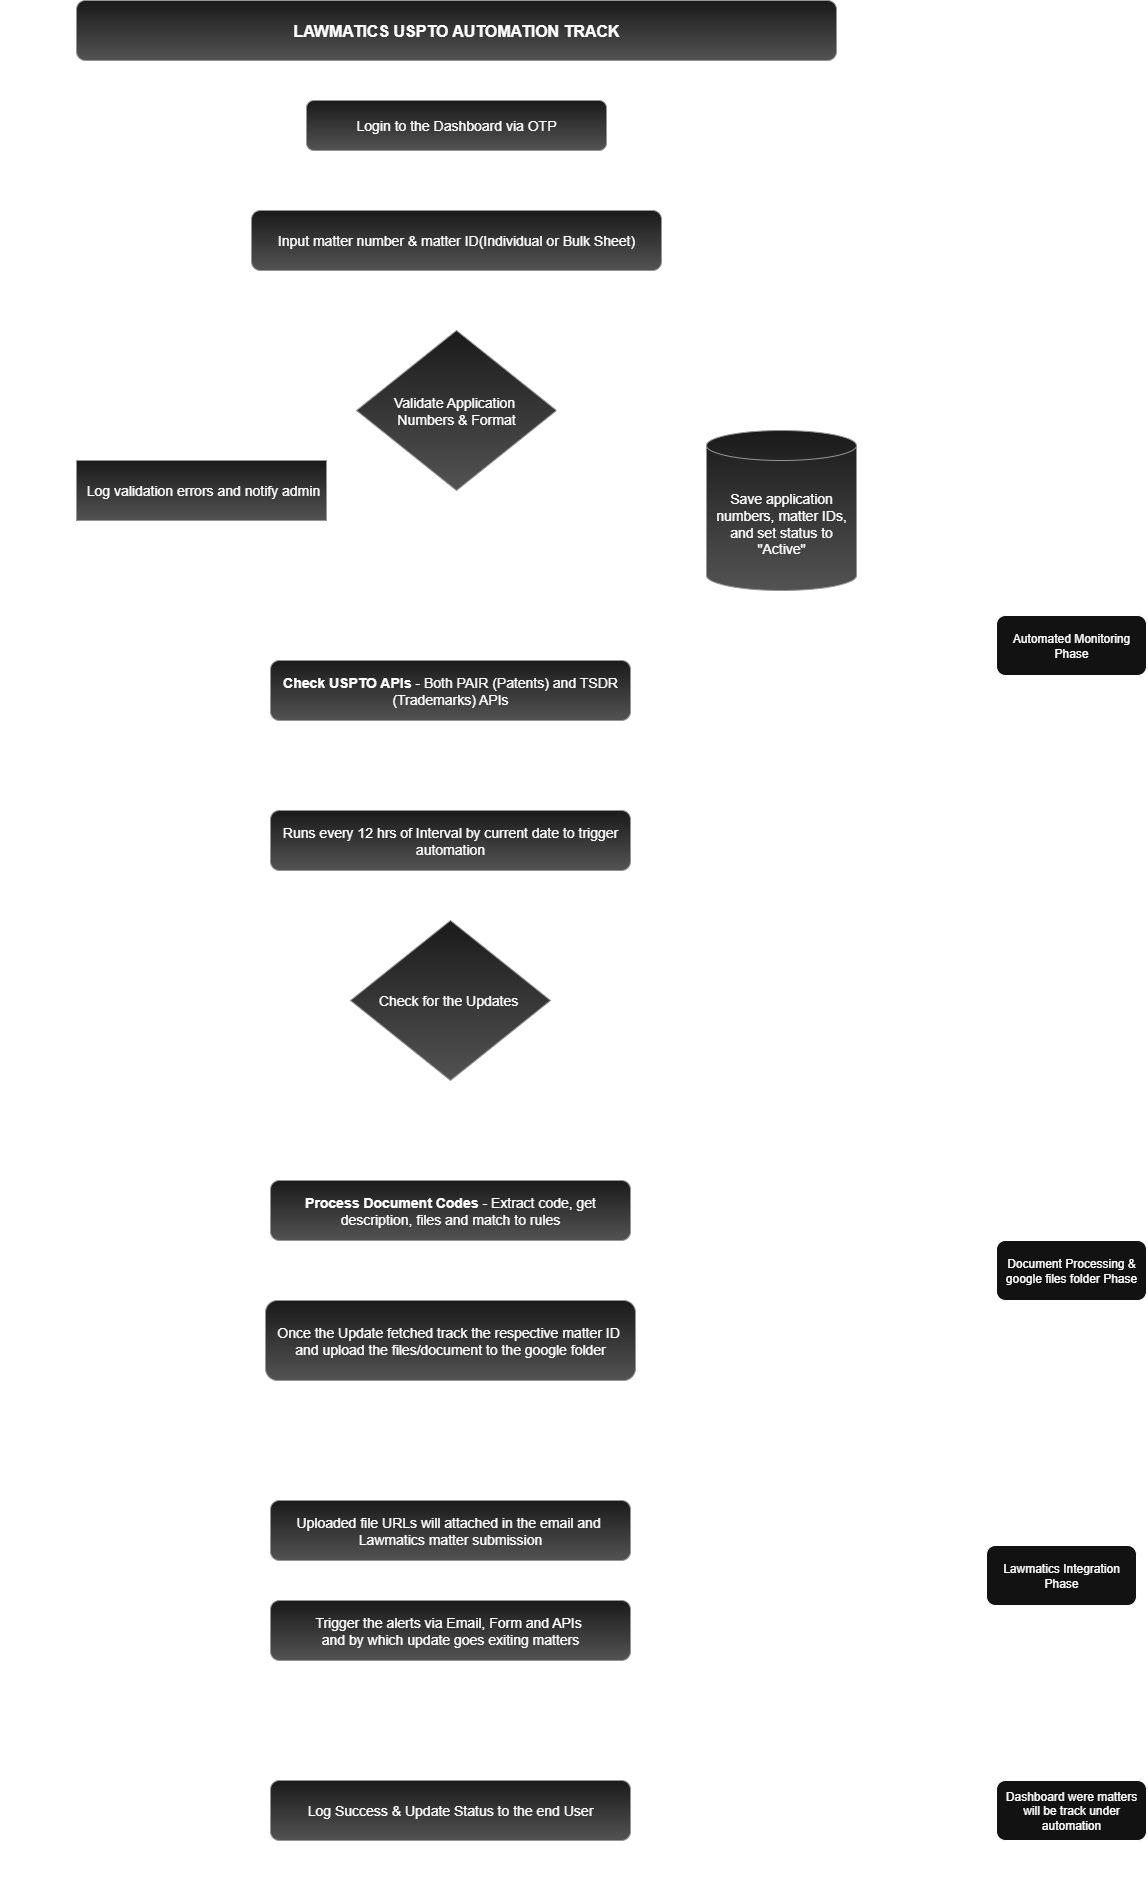 LAWMATICS USPTO AUTOMATION TRACK
Login to the Dashboard via OTP
Input matter number & matter ID(Individual or Bulk Sheet)
Validate Application
Numbers & Format
Log validation errors and notify admin
Save application
numbers, matter IDs,
and set status to
"Active"
Automated Monitoring
Phase
Check USPTO APIs - Both PAIR (Patents) and TSDR
(Trademarks) APIs
Runs every 12 hrs of Interval by current date to trigger
automation
Check for the Updates
Process Document Codes - Extract code, get
description, files and match to rules
Document Processing &
google files folder Phase
Once the Update fetched track the respective matter ID
and upload the files/document to the google folder
Uploaded file URLs will attached in the email and
Lawmatics matter submission
Lawmatics Integration
Phase
Trigger the alerts via Email, Form and APIs
and by which update goes exiting matters
Log Success & Update Status to the end User
Dashboard were matters
will be track under
automation